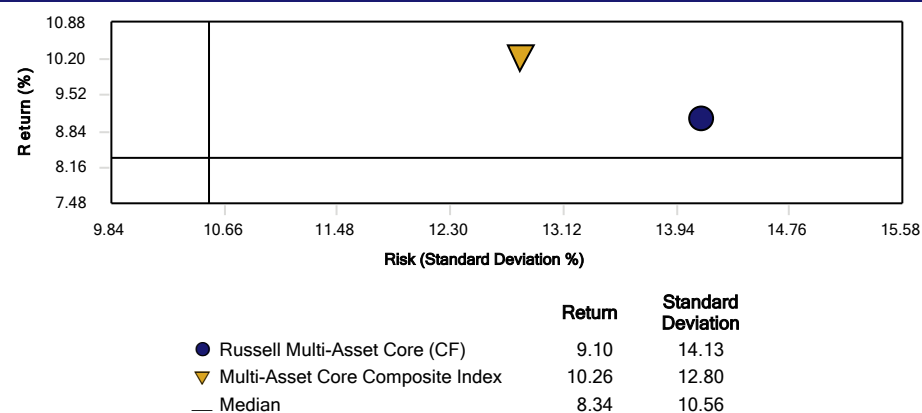 10.88
10.20
9.52
8.84
8.16
7.48
Return (%)
9.84 10.66 11.48 12.30 13.12 13.94 14.76 15.58
Risk (Standard Deviation %)
Return Standard Deviation
Russell Multi-Asset Core (CF) 9.10 14.13
Multi-Asset Core Composite Index 10.26 12.80
Median 8.34 10.56